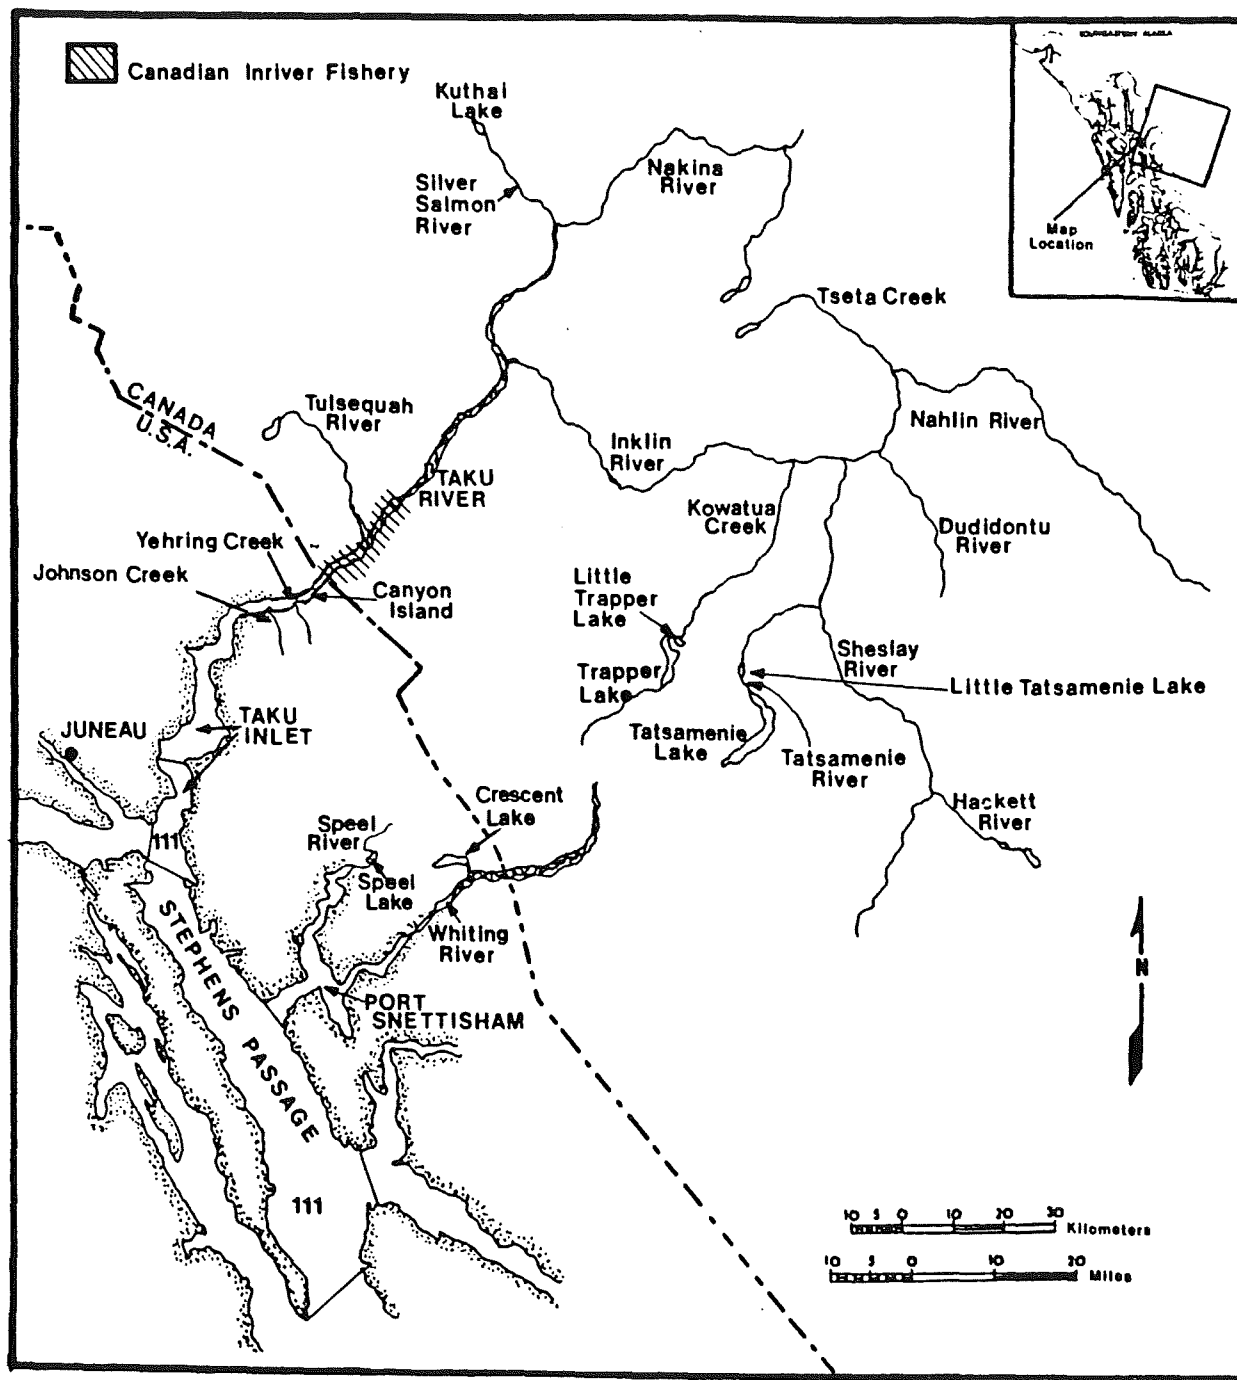 Canadian Inriver Fishery
SOUTHEASTERN ALASKA
Map
Location
Kuthai
Lake
Silver
Salmon
River
Nakina
River
Tseta Creek
CANADA
U.S.A.
Tulsequah
River
Nahlin River
Inklin
River
TAKU
RIVER
Kowatua
Creek
Dudidontu
River
Yehring Creek
Johnson Creek
Canyon
Island
Little
Trapper
Lake
Sheslay
River
Trapper
Lake
Little Tatsamenie Lake
JUNEAU
TAKU
INLET
Tatsamenie
Lake
Tatsamenie
River
Crescent
Lake
Hackett
River
Speel
River
111
Speel
Lake
Whiting
River
STEPHENS PASSAGE
N
PORT
SNETTISHAM
111
10 5 0 10 20 30
Kilometers
10 5 0 10 20
Miles